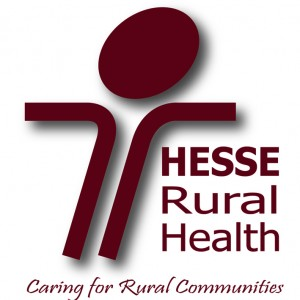 HESSE
Rural
Health
Caring for Rural Communities